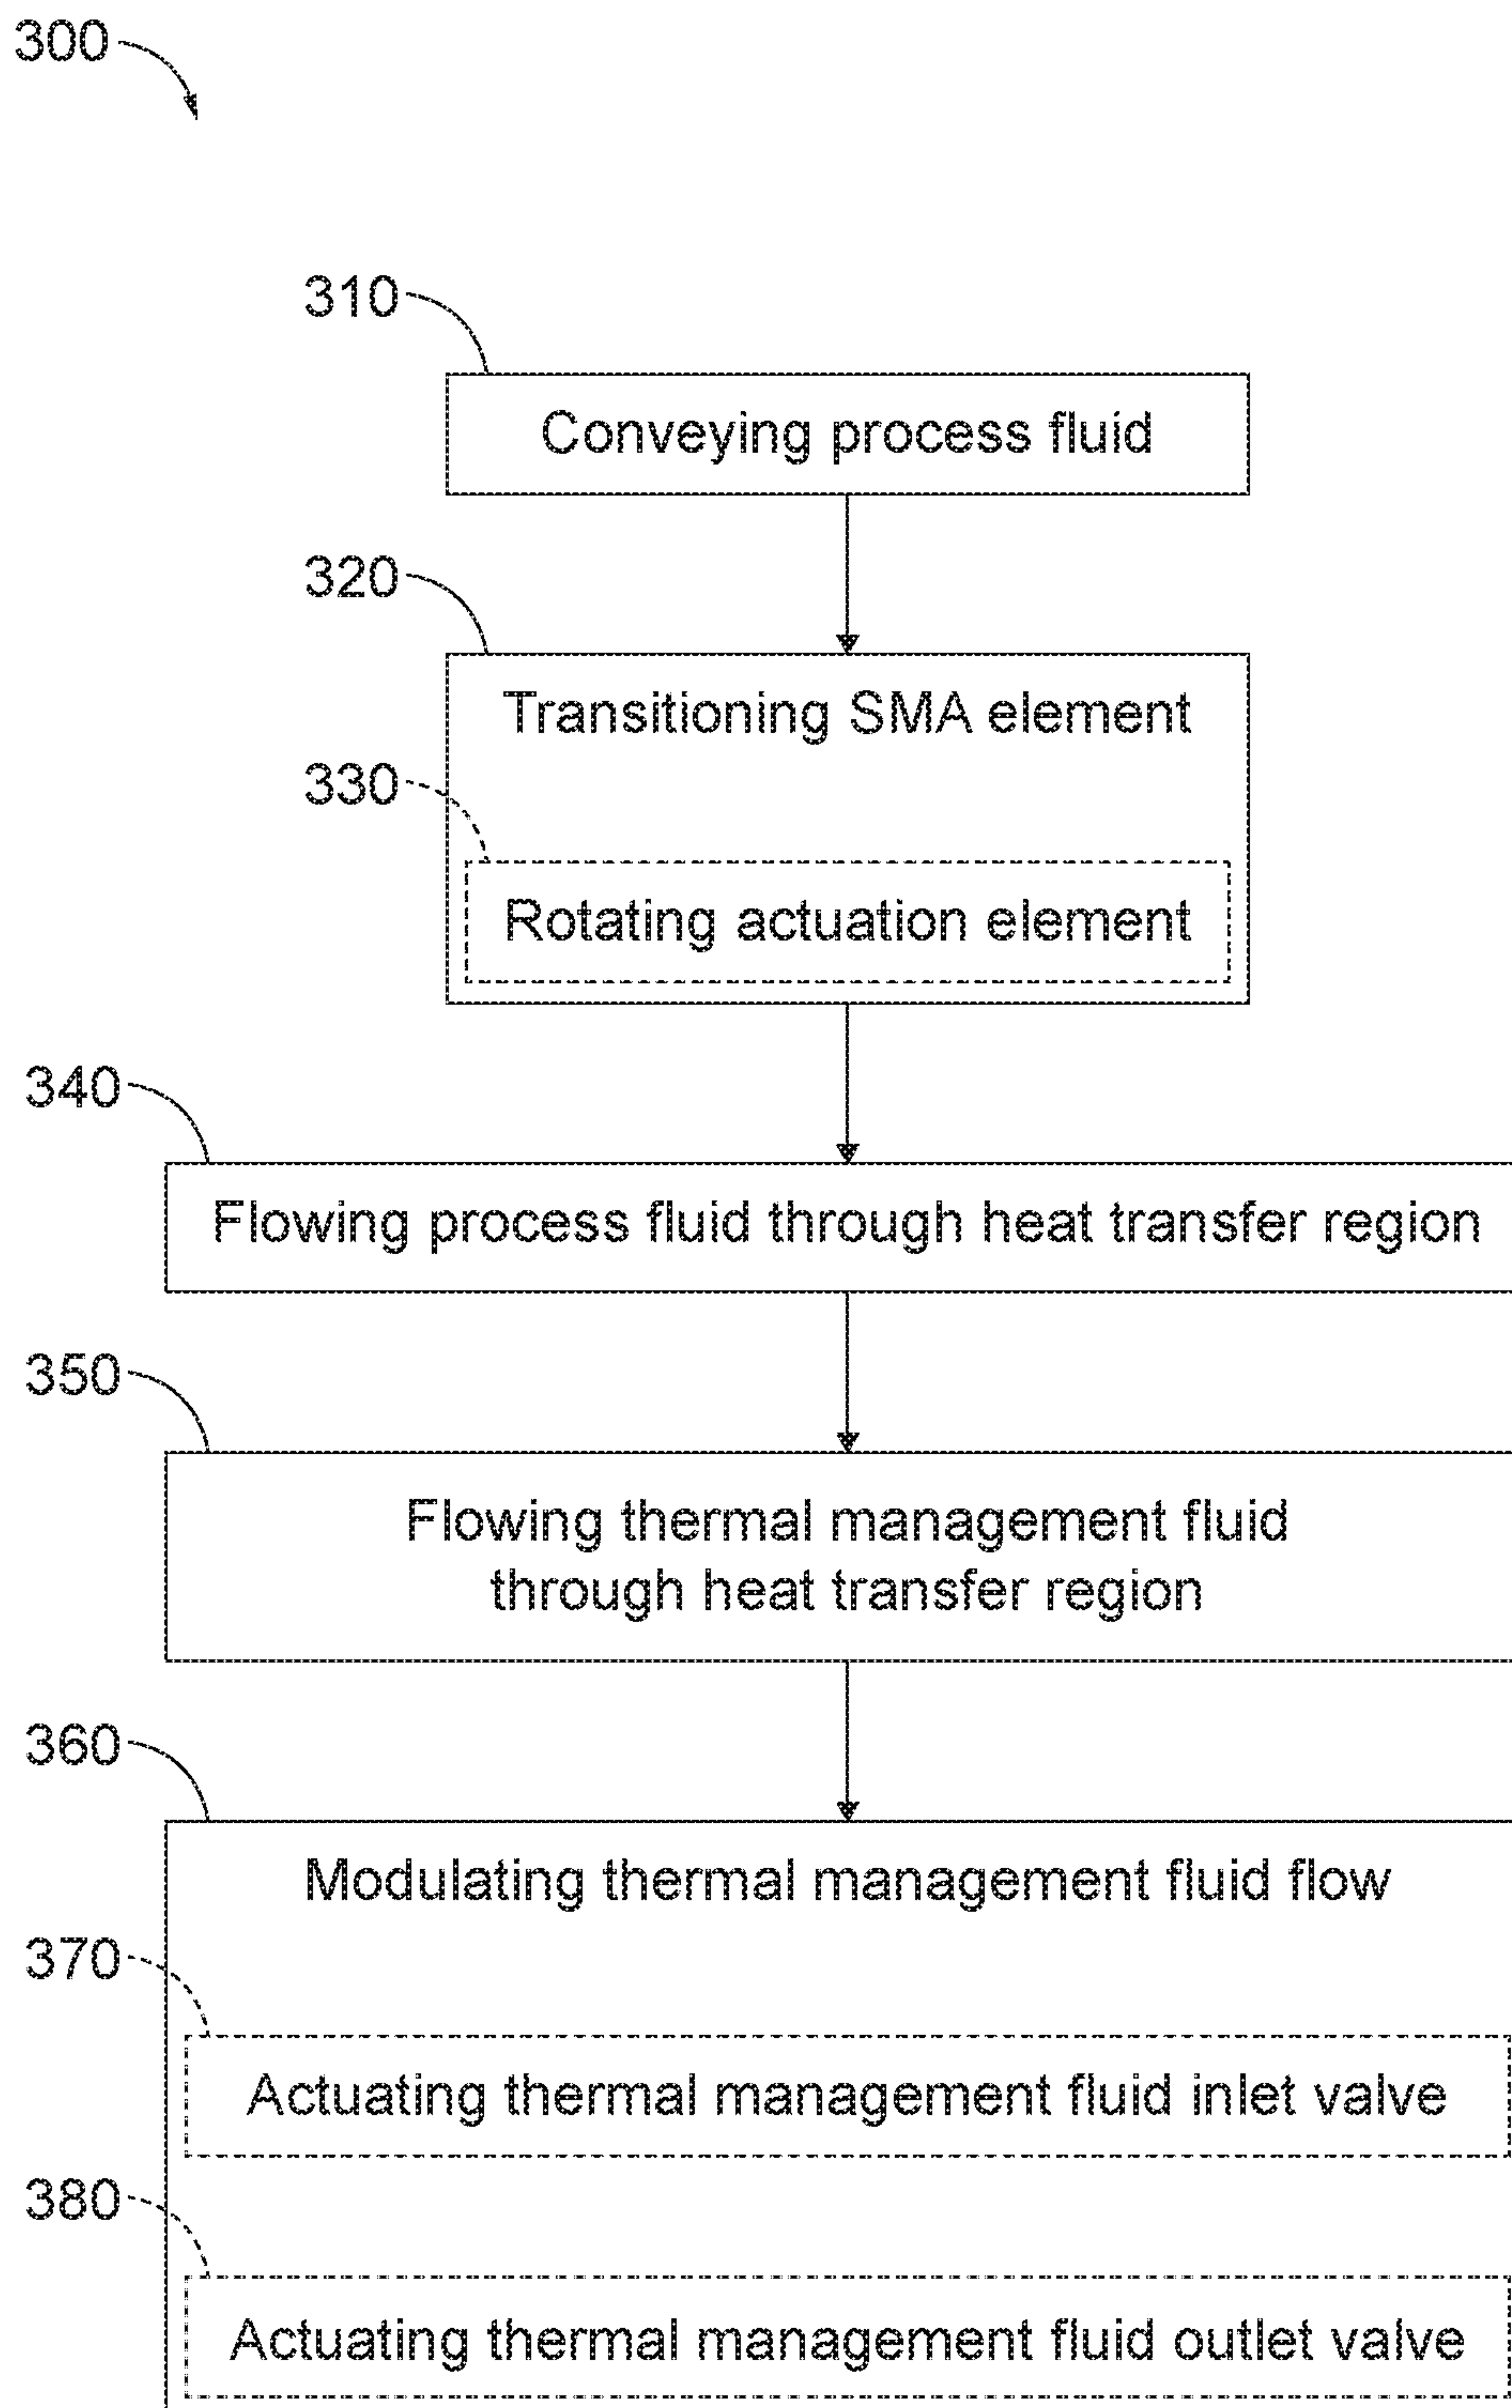 300
310
Conveying process fluid
320
Transitioning SMA element
330
Rotating actuation element
340
Flowing process fluid through heat transfer region
350
Flowing thermal management fluid
through heat transfer region
360
Modulating thermal management fluid flow
370
Actuating thermal management fluid inlet valve
380
Actuating thermal management fluid outlet valve